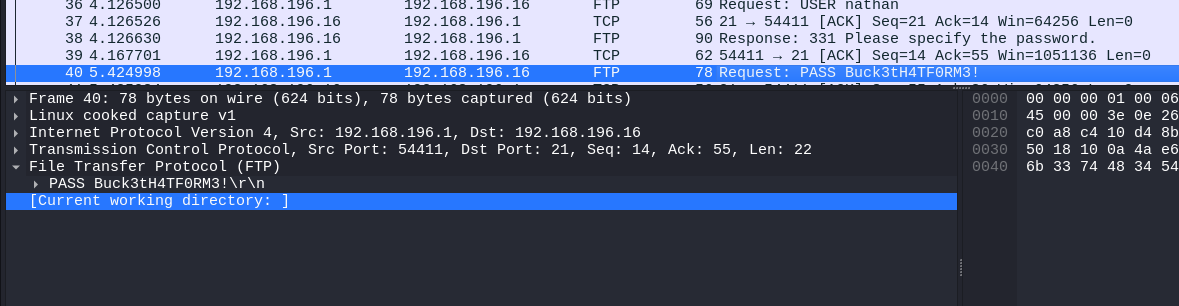 36 4.126500 192.168.196.1 192.168.196.16 FTP 69 Request: USER nathan
37 4.126526 192.168.196.16 192.168.196.1 TCP 56 21 → 54411 [ACK] Seq=21 Ack=14 Win=64256 Len=0
38 4.126630 192.168.196.16 192.168.196.1 FTP 90 Response: 331 Please specify the password.
39 4.167701 192.168.196.1 192.168.196.16 TCP 62 54411 → 21 [ACK] Seq=14 Ack=55 Win=1051136 Len=0
40 5.424998 192.168.196.1 192.168.196.16 FTP 78 Request: PASS Buck3tH4TF0RM3!
Frame 40: 78 bytes on wire (624 bits), 78 bytes captured (624 bits)
Linux cooked capture v1
Internet Protocol Version 4, Src: 192.168.196.1, Dst: 192.168.196.16
Transmission Control Protocol, Src Port: 54411, Dst Port: 21, Seq: 14, Ack: 55, Len: 22
File Transfer Protocol (FTP)
PASS Buck3tH4TF0RM3!\r\n
[Current working directory: ]
0000 00 00 00 01 00 06
0010 45 00 00 3e 0e 26
0020 c0 a8 c4 10 d4 8b
0030 50 18 10 0a 4a e6
0040 6b 33 74 48 34 54